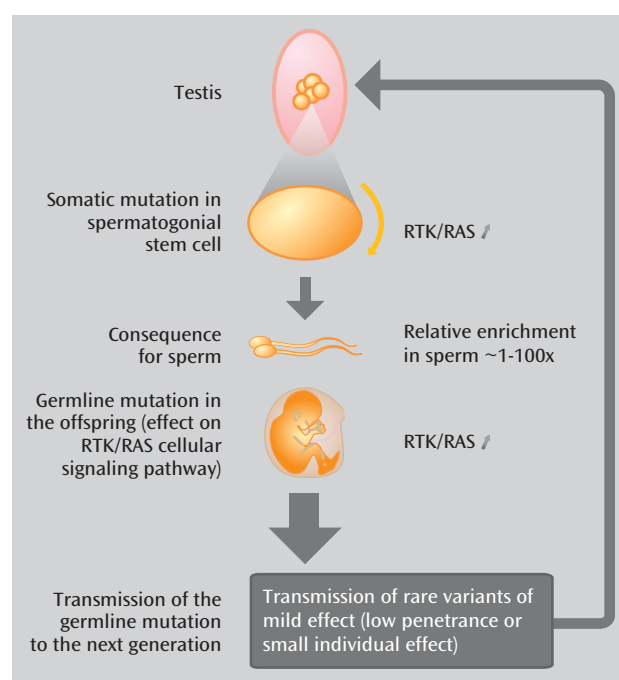 Testis
Somatic mutation in
spermatogonial
stem cell
RTK/RAS
Consequence
for sperm
Relative enrichment
in sperm ~1-100x
Germline mutation in
the offspring (effect on
RTK/RAS cellular
signaling pathway)
RTK/RAS
Transmission of the
germline mutation
to the next generation
Transmission of rare variants of
mild effect (low penetrance or
small individual effect)